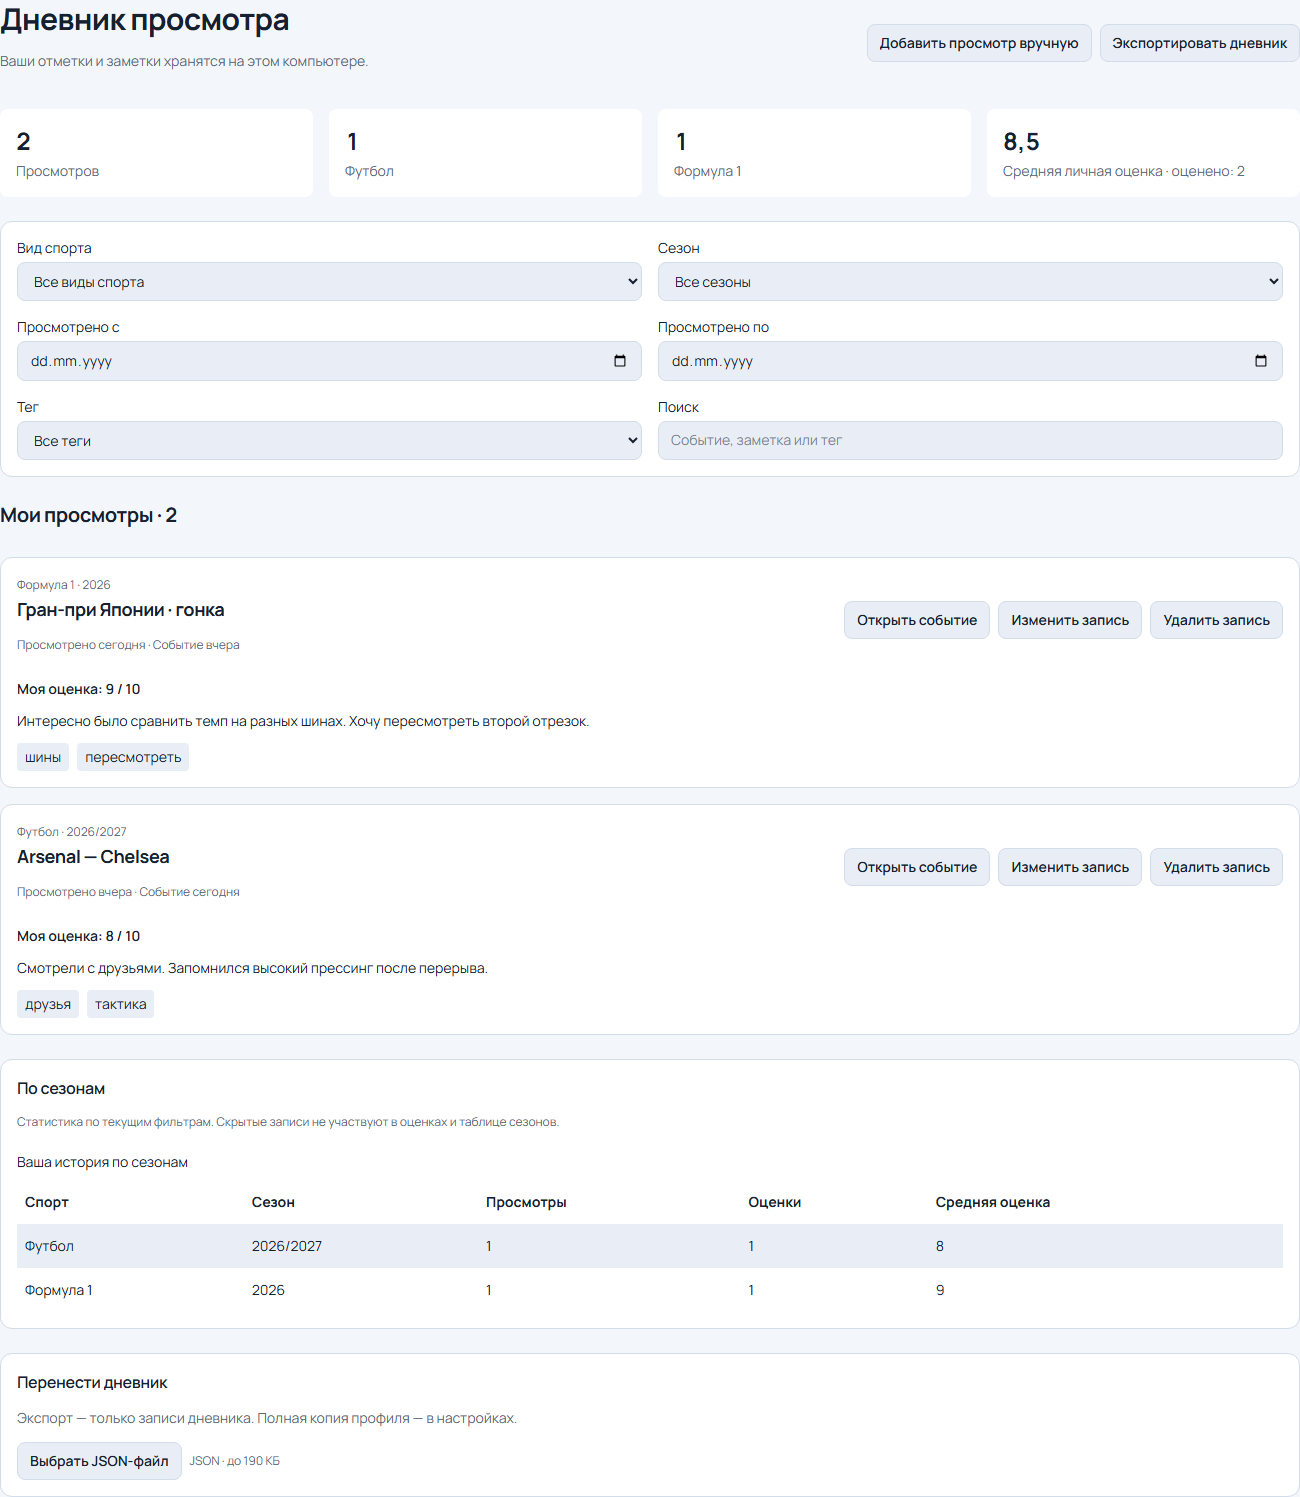 Дневник просмотра
Ваши отметки и заметки хранятся на этом компьютере.
Добавить просмотр вручную
Экспортировать дневник
2
Просмотров
1
Футбол
1
Формула 1
8,5
Средняя личная оценка · оценено: 2
Вид спорта
Все виды спорта
Сезон
Все сезоны
Просмотрено с
dd.mm.yyyy
Просмотрено по
dd.mm.yyyy
Тег
Все теги
Поиск
Событие, заметка или тег
Мои просмотры · 2
Формула 1 · 2026
Гран-при Японии · гонка
Просмотрено сегодня · Событие вчера
Открыть событие
Изменить запись
Удалить запись
Моя оценка: 9 / 10
Интересно было сравнить темп на разных шинах. Хочу пересмотреть второй отрезок.
шины
пересмотреть
Футбол · 2026/2027
Arsenal — Chelsea
Просмотрено вчера · Событие сегодня
Открыть событие
Изменить запись
Удалить запись
Моя оценка: 8 / 10
Смотрели с друзьями. Запомнился высокий прессинг после перерыва.
друзья
тактика
По сезонам
Статистика по текущим фильтрам. Скрытые записи не участвуют в оценках и таблице сезонов.
Ваша история по сезонам
Спорт Сезон Просмотры Оценки Средняя оценка
Футбол 2026/2027 1 1 8
Формула 1 2026 1 1 9
Перенести дневник
Экспорт — только записи дневника. Полная копия профиля — в настройках.
Выбрать JSON-файл
JSON · до 190 КБ